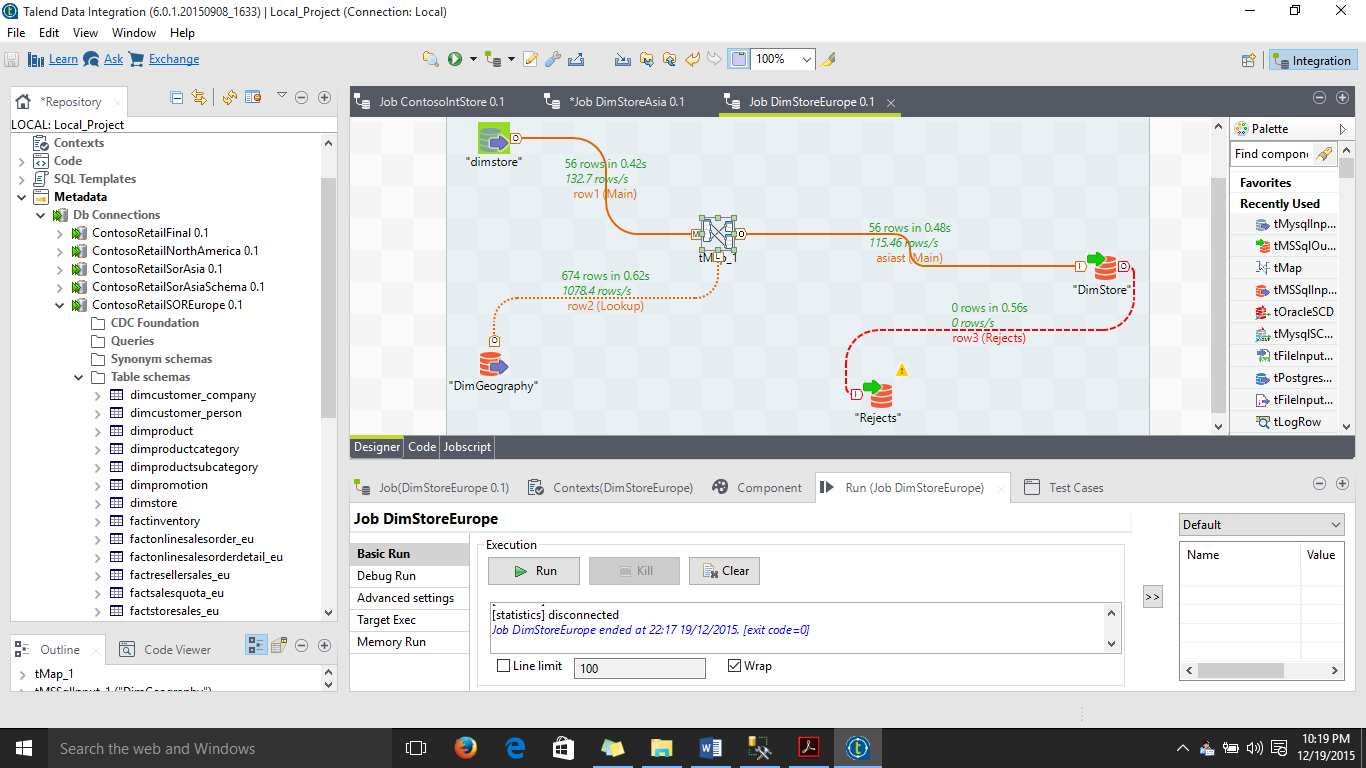 Talend Data Integration (6.0.1.20150908_1633) | Local_Project (Connection: Local)
File Edit View Window Help
Learn Ask Exchange
100%
Integration
*Repository
LOCAL: Local_Project
Contexts
Code
SQL Templates
Metadata
Db Connections
ContosoRetailFinal 0.1
ContosoRetailNorthAmerica 0.1
ContosoRetailSorAsia 0.1
ContosoRetailSorAsiaSchema 0.1
ContosoRetailSOREurope 0.1
CDC Foundation
Queries
Synonym schemas
Table schemas
dimcustomer_company
dimcustomer_person
dimproduct
dimproductcategory
dimproductsubcategory
dimpromotion
dimstore
factinventory
factonlinesalesorder_eu
factonlinesalesorderdetail_eu
factresellersales_eu
factsalesquota_eu
factstoresales_eu
Outline Code Viewer
tMap_1
tMSSqlInput_1 ("DimGeography")
Job ContosoIntStore 0.1 *Job DimStoreAsia 0.1 Job DimStoreEurope 0.1
"dimstore"
56 rows in 0.42s
132.7 rows/s
row1 (Main)
56 rows in 0.48s
115.46 rows/s
asiast (Main)
"DimStore"
674 rows in 0.62s
1078.4 rows/s
row2 (Lookup)
"DimGeography"
0 rows in 0.56s
0 rows/s
row3 (Rejects)
"Rejects"
Palette
Find compon
Favorites
Recently Used
tMysqlInp...
tMSSqlOu...
tMap
tMSSqlInp...
tOracleSCD
tMysqlSC...
tFileInput...
tPostgres...
tFileInput...
tLogRow
Designer Code Jobscript
Job(DimStoreEurope 0.1) Contexts(DimStoreEurope) Component Run (Job DimStoreEurope) Test Cases
Job DimStoreEurope
Basic Run
Debug Run
Advanced settings
Target Exec
Memory Run
Execution
Run Kill Clear
[statistics] disconnected
Job DimStoreEurope ended at 22:17 19/12/2015. [exit code=0]
Line limit 100 Wrap
>>
Default
Name Value
Search the web and Windows
10:19 PM
12/19/2015